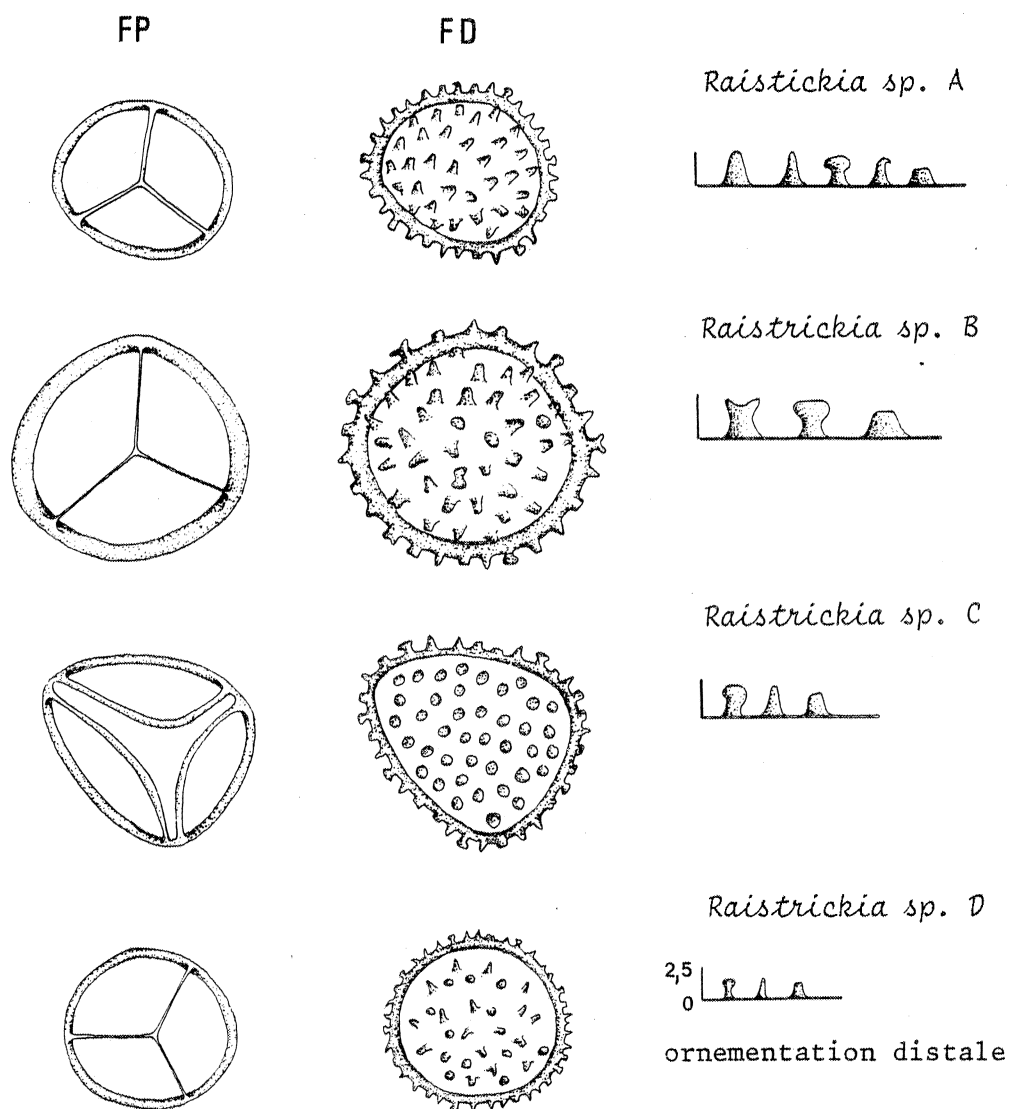 FP FD
Raistickia sp. A
Raistrickia sp. B
Raistrickia sp. C
Raistrickia sp. D
2,5
0
ornementation distale